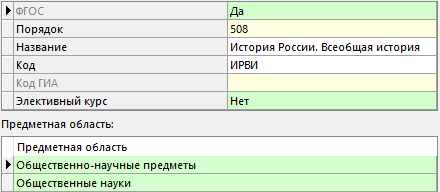 ФГОС Да
Порядок 508
Название История России. Всеобщая история
Код ИРВИ
Код ГИА
Элективный курс Нет
Предметная область:
Предметная область
Общественно-научные предметы
Общественные науки